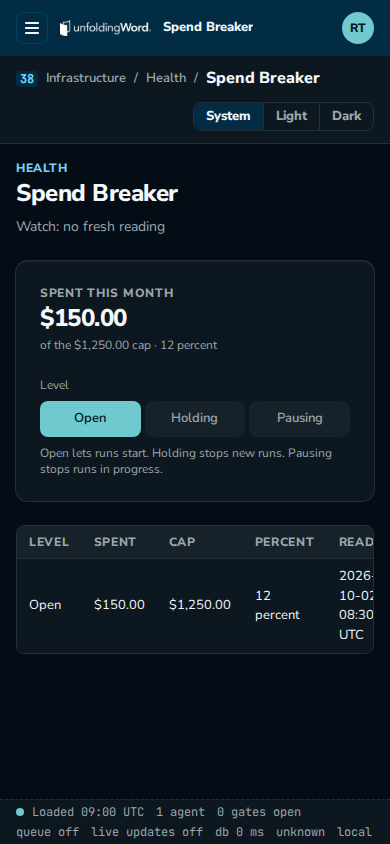 unfoldingWord. Spend Breaker RT
38 Infrastructure / Health / Spend Breaker
System Light Dark
HEALTH
Spend Breaker
Watch: no fresh reading
SPENT THIS MONTH
$150.00
of the $1,250.00 cap · 12 percent
Level
Open Holding Pausing
Open lets runs start. Holding stops new runs. Pausing
stops runs in progress.
LEVEL SPENT CAP PERCENT READ
Open $150.00 $1,250.00 12 percent 2026-10-02 08:30 UTC
Loaded 09:00 UTC 1 agent 0 gates open
queue off live updates off db 0 ms unknown local